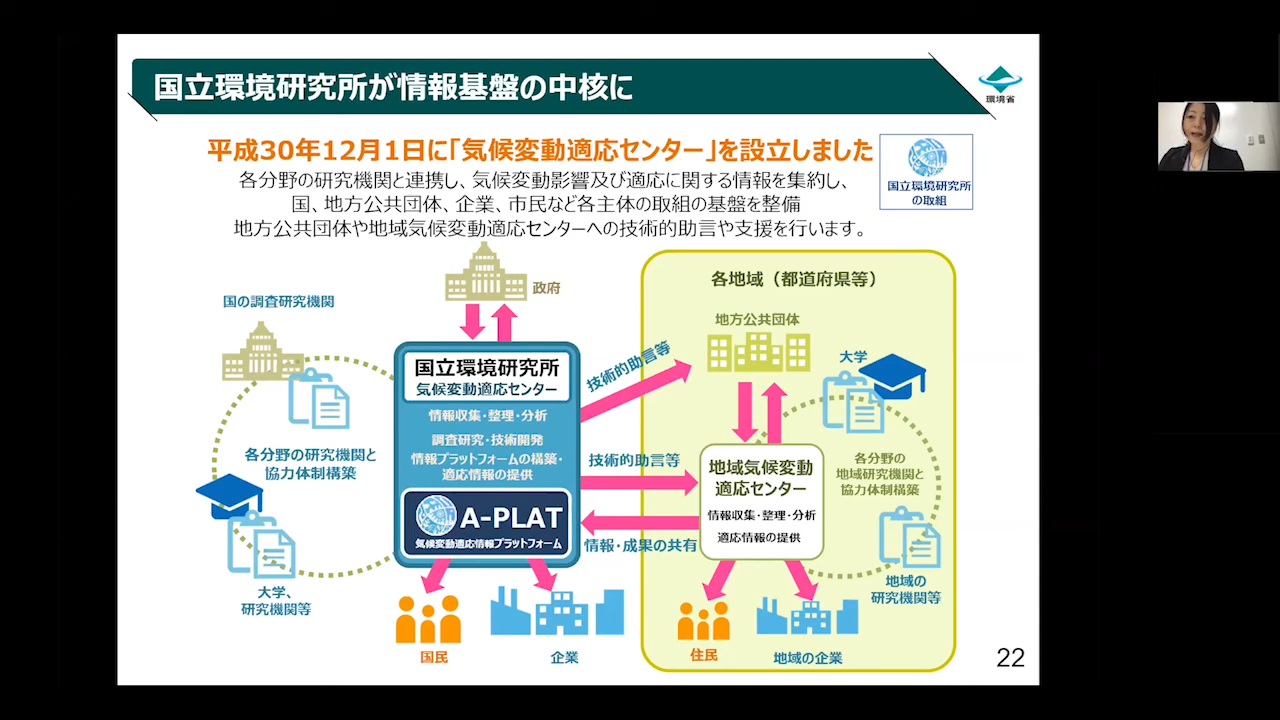 国立環境研究所が情報基盤の中核に
環境省
平成30年12月1日に「気候変動適応センター」を設立しました
各分野の研究機関と連携し、気候変動影響及び適応に関する情報を集約し、
国、地方公共団体、企業、市民など各主体の取組の基盤を整備
地方公共団体や地域気候変動適応センターへの技術的助言や支援を行います。
国立環境研究所
の取組
政府
国の調査研究機関
各分野の研究機関と
協力体制構築
大学、
研究機関等
国立環境研究所
気候変動適応センター
情報収集・整理・分析
調査研究・技術開発
情報プラットフォームの構築・
適応情報の提供
A-PLAT
気候変動適応情報プラットフォーム
国民
企業
技術的助言等
技術的助言等
情報・成果の共有
各地域（都道府県等）
地方公共団体
大学
地域気候変動
適応センター
情報収集・整理・分析
適応情報の提供
各分野の
地域研究機関と
協力体制構築
地域の
研究機関等
住民
地域の企業
22